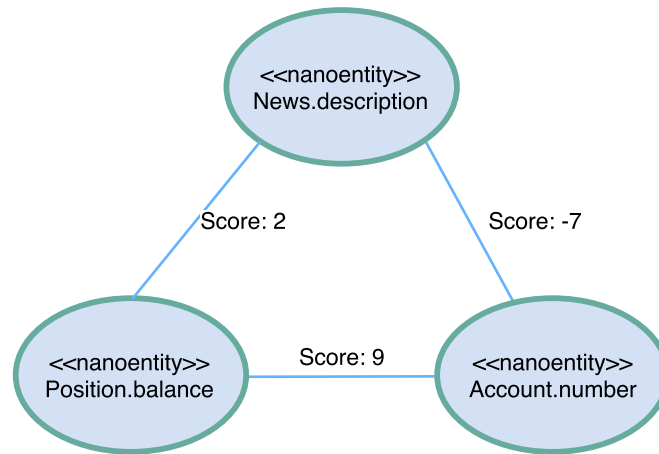 <<nanoentity>>
News.description
Score: 2
Score: -7
Score: 9
<<nanoentity>>
Position.balance
<<nanoentity>>
Account.number